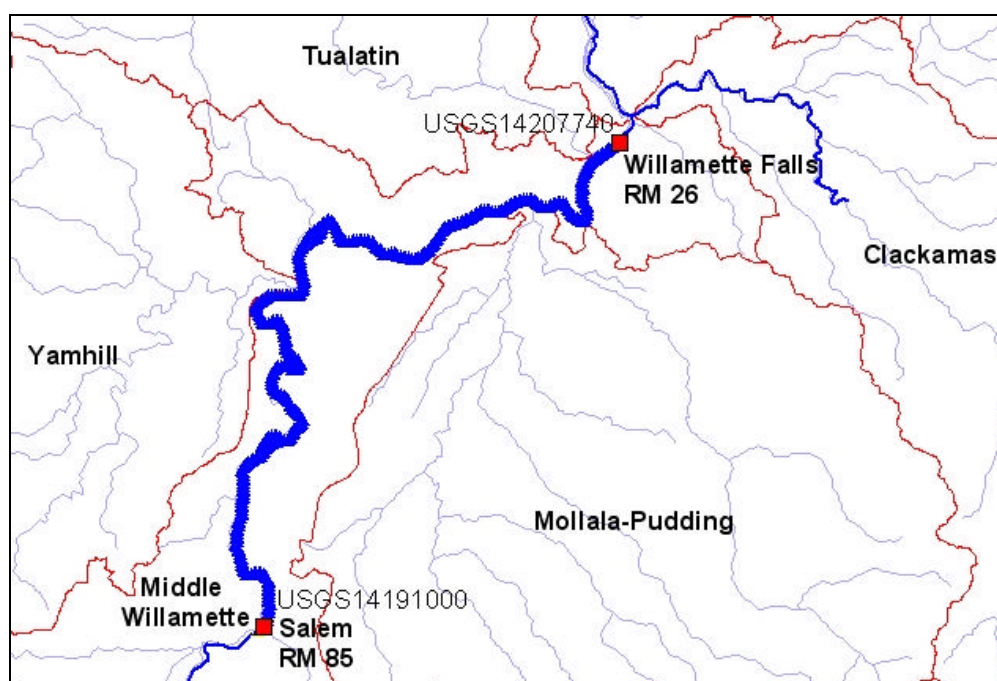 Tualatin
USGS14207740
Willamette Falls
RM 26
Clackamas
Yamhill
Mollala-Pudding
Middle
Willamette
USGS14191000
Salem
RM 85